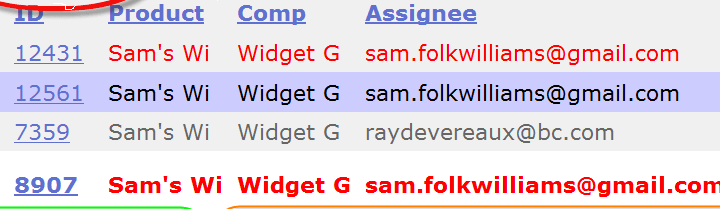 ID Product Comp Assignee
12431 Sam's Wi Widget G sam.folkwilliams@gmail.com
12561 Sam's Wi Widget G sam.folkwilliams@gmail.com
7359 Sam's Wi Widget G raydevereaux@bc.com
8907 Sam's Wi Widget G sam.folkwilliams@gmail.com